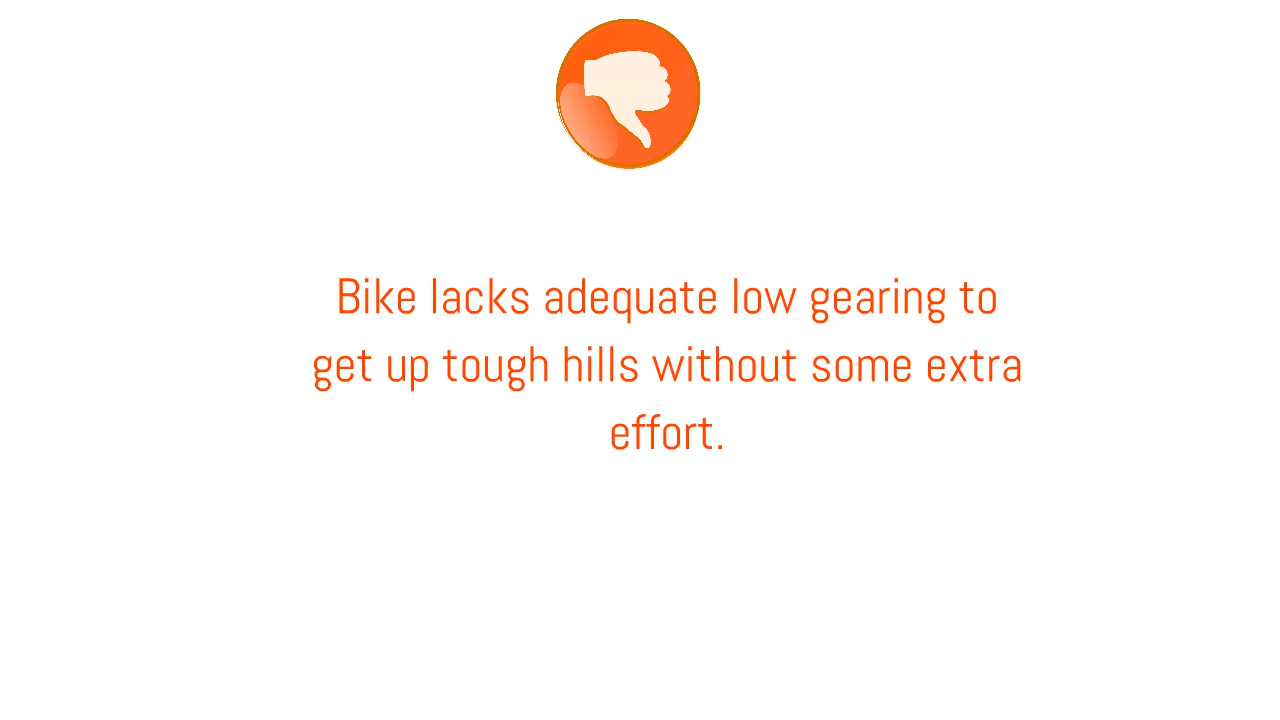 Bike lacks adequate low gearing to
get up tough hills without some extra
effort.